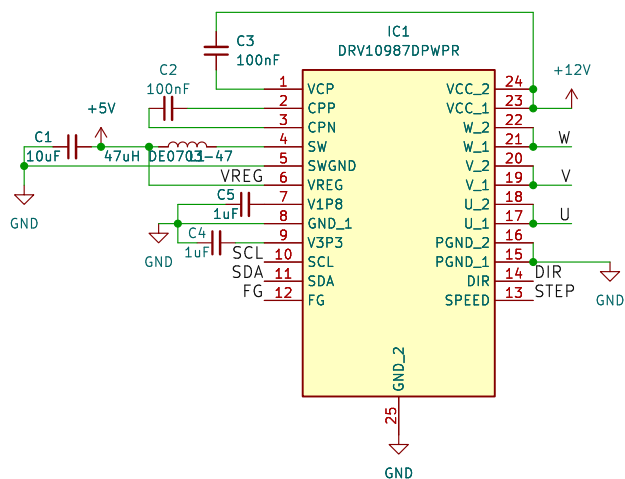 IC1
DRV10987DPWPR
C3
100nF
C2
100nF
+5V
+12V
C1
10uF
47uH DE0703-47
L1
VREG
C5
1uF
GND
C4
1uF
GND
SCL
SDA
FG
1 VCP
2 CPP
3 CPN
4 SW
5 SWGND
6 VREG
7 V1P8
8 GND_1
9 V3P3
10 SCL
11 SDA
12 FG
VCC_2 24
VCC_1 23
W_2 22
W_1 21 W
V_2 20
V_1 19 V
U_2 18
U_1 17 U
PGND_2 16
PGND_1 15
DIR 14 DIR
SPEED 13 STEP
GND
GND_2
25
GND